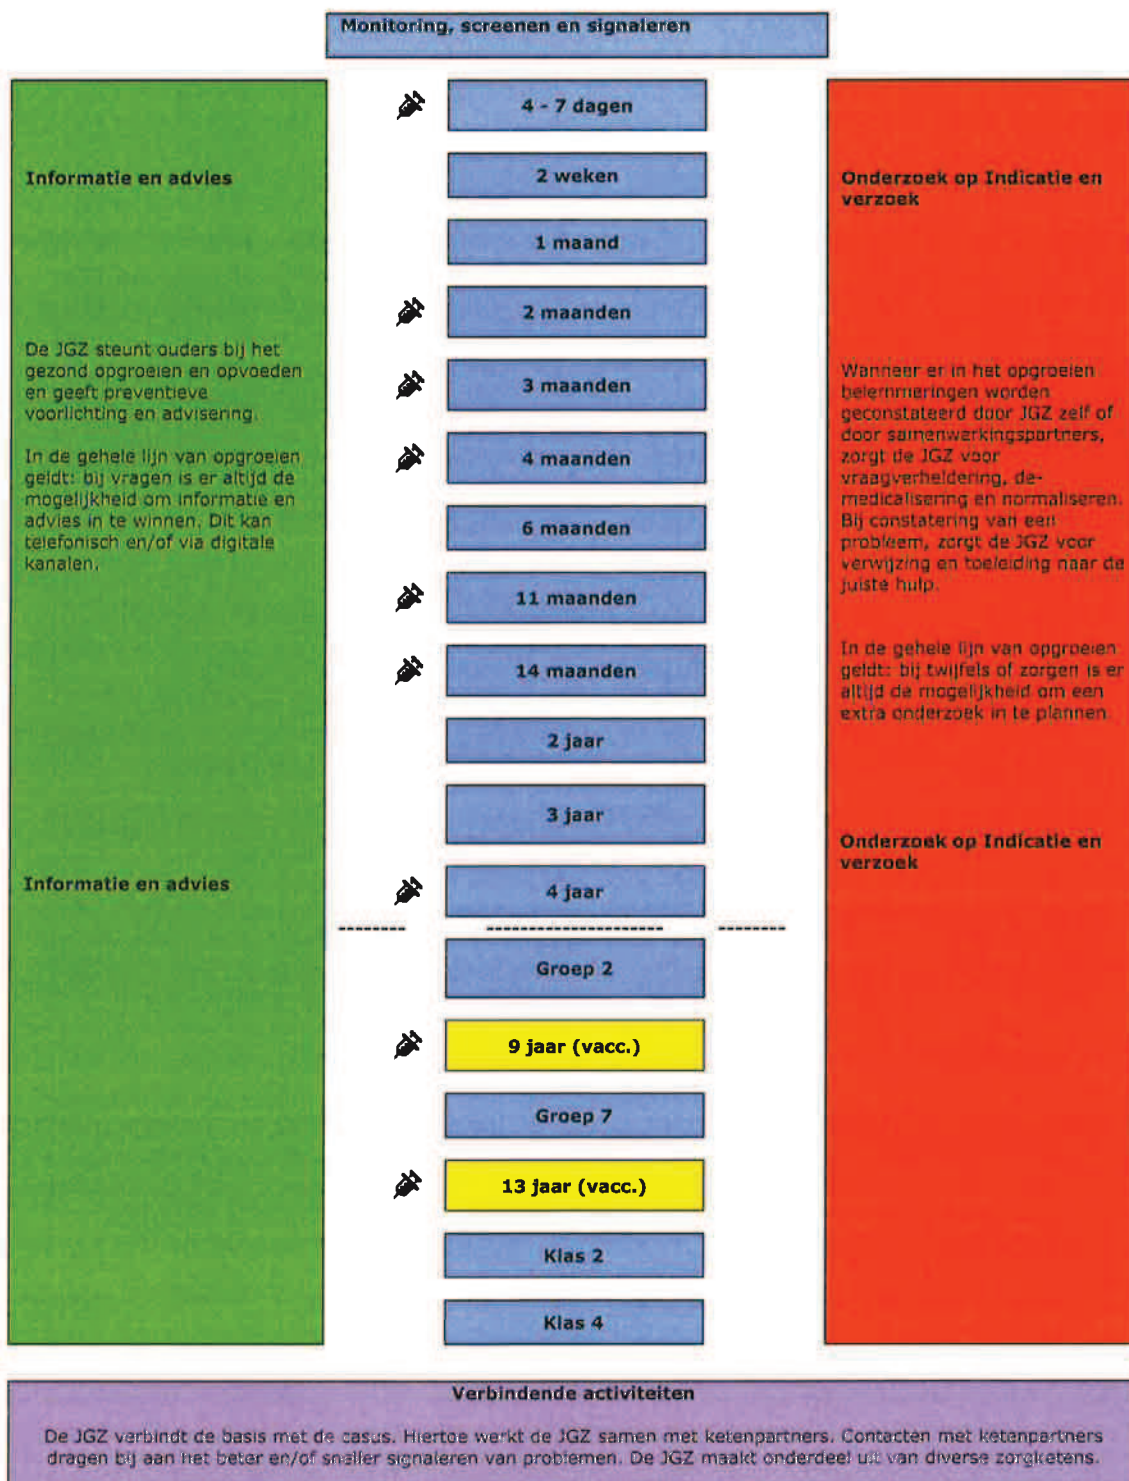 Monitoring, screenen en signaleren
Informatie en advies
De JGZ steunt ouders bij het
gezond opgroeien en opvoeden
en geeft preventieve
voorlichting en advisering.
In de gehele lijn van opgroeien
geldt: bij vragen is er altijd de
mogelijkheid om informatie en
advies in te winnen. Dit kan
telefonisch en/of via digitale
kanalen.
Informatie en advies
4 - 7 dagen
2 weken
1 maand
2 maanden
3 maanden
4 maanden
6 maanden
11 maanden
14 maanden
2 jaar
3 jaar
4 jaar
Groep 2
9 jaar (vacc.)
Groep 7
13 jaar (vacc.)
Klas 2
Klas 4
Onderzoek op Indicatie en
verzoek
Wanneer er in het opgroeien
belemmeringen worden
geconstateerd door JGZ zelf of
door samenwerkingspartners,
zorgt de JGZ voor
vraagverheldering, de-
medicalisering en normaliseren.
Bij constatering van een
probleem, zorgt de JGZ voor
verwijzing en toeleiding naar de
juiste hulp.
In de gehele lijn van opgroeien
geldt: bij twijfels of zorgen is er
altijd de mogelijkheid om een
extra onderzoek in te plannen
Onderzoek op Indicatie en
verzoek
Verbindende activiteiten
De JGZ verbindt de basis met de casus. Hiertoe werkt de JGZ samen met ketenpartners. Contacten met ketenpartners
dragen bij aan het beter en/of sneller signaleren van problemen. De JGZ maakt onderdeel uit van diverse zorgketens.